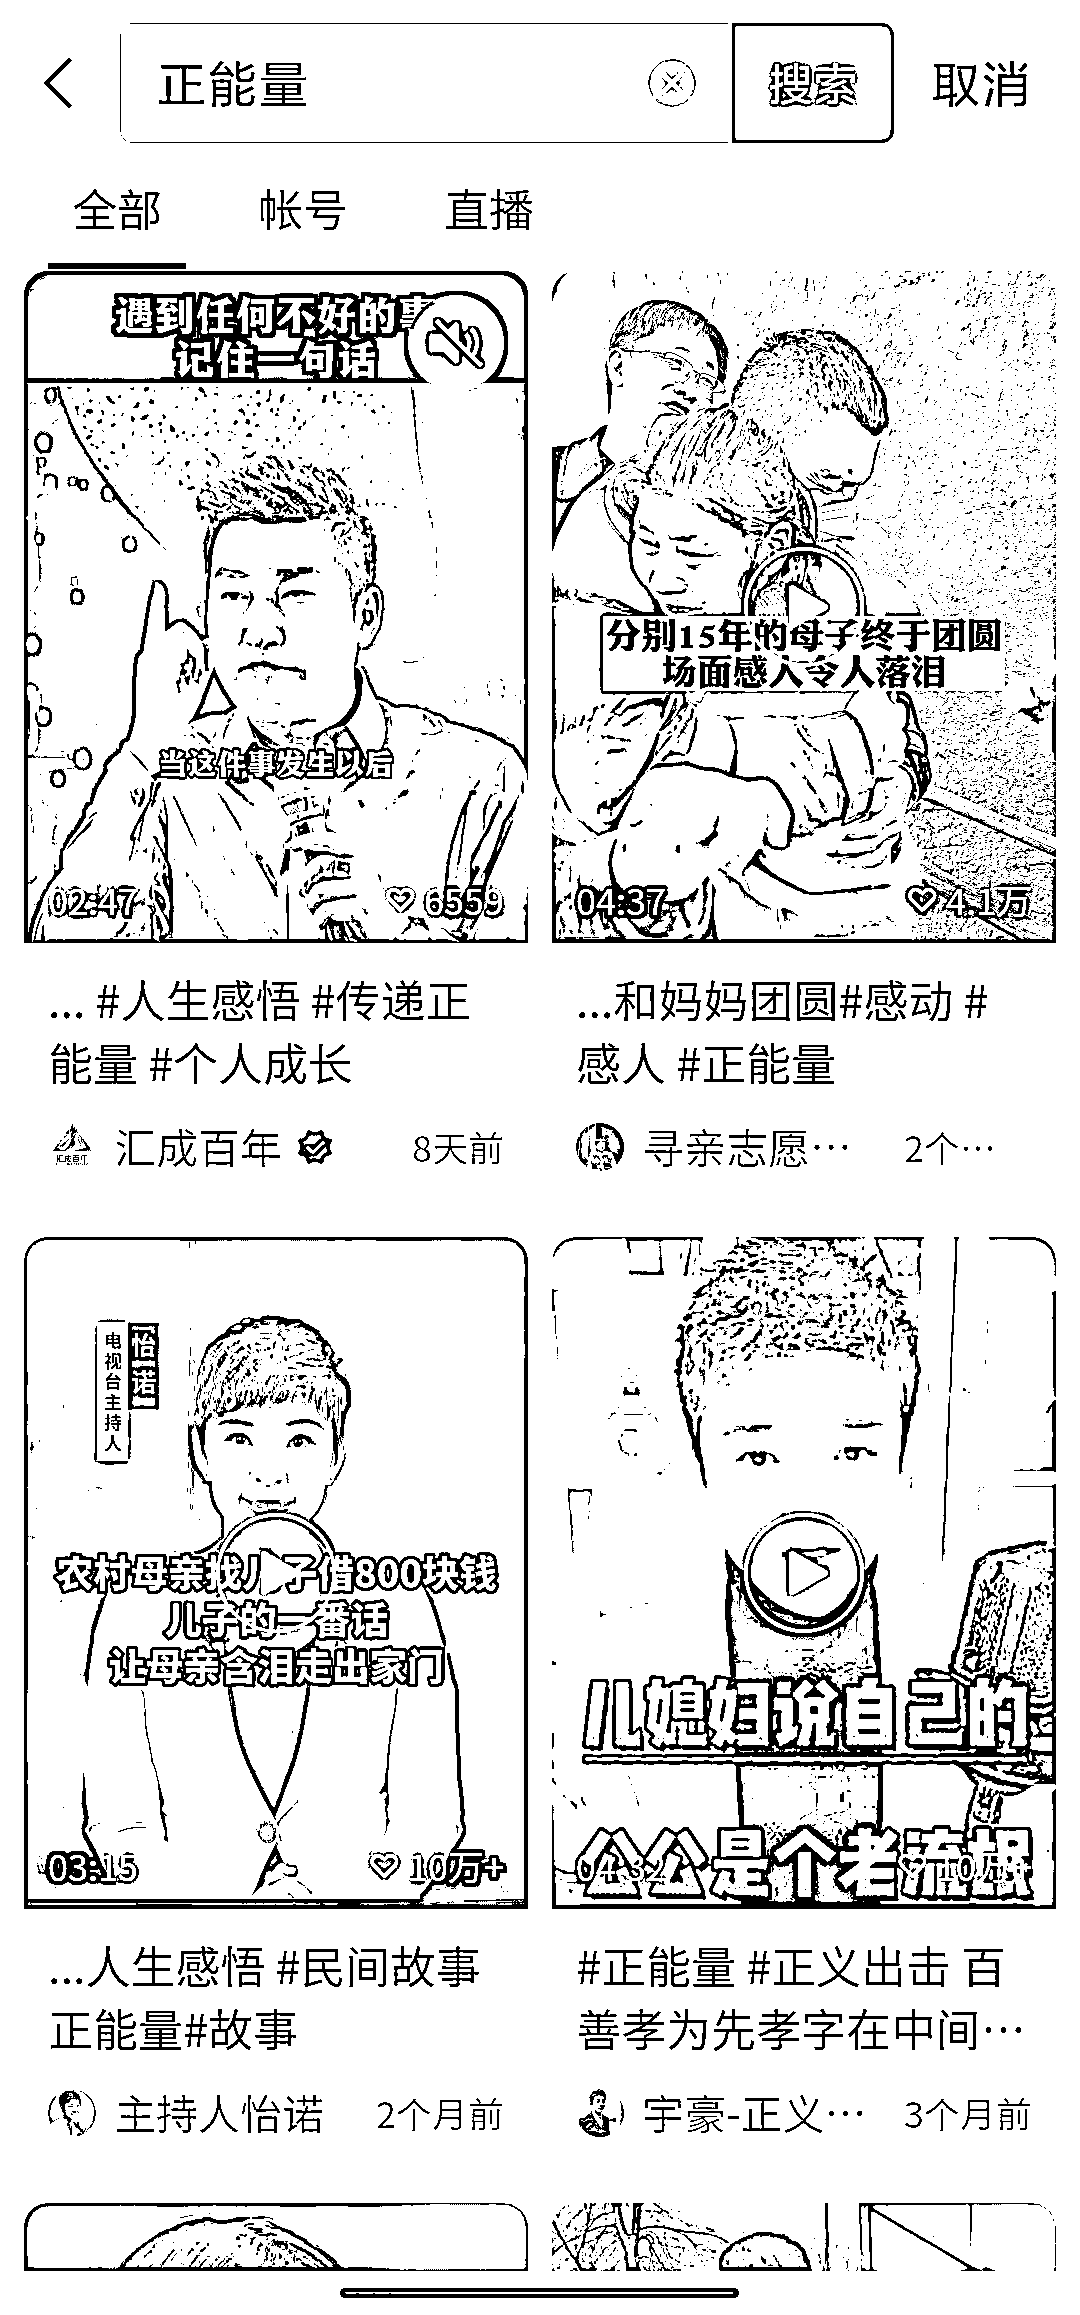 正能量
搜索
取消
全部
帐号
直播
遇到任何不好的事
记住一句话
当这件事发生以后
02:47
6559
... #人生感悟 #传递正
能量 #个人成长
汇成百年
8天前
分别15年的母子终于团圆
场面感人令人落泪
04:37
4.1万
...和妈妈团圆#感动 #
感人 #正能量
寻亲志愿…
2个…
怡诺
电视台主持人
农村母亲找儿子借800块钱
儿子的一番话
让母亲含泪走出家门
03:15
10万+
...人生感悟 #民间故事
正能量#故事
主持人怡诺
2个月前
儿媳妇说自己的
公公是个老流氓
04:32
10万+
#正能量 #正义出击 百
善孝为先孝字在中间…
宇豪-正义…
3个月前